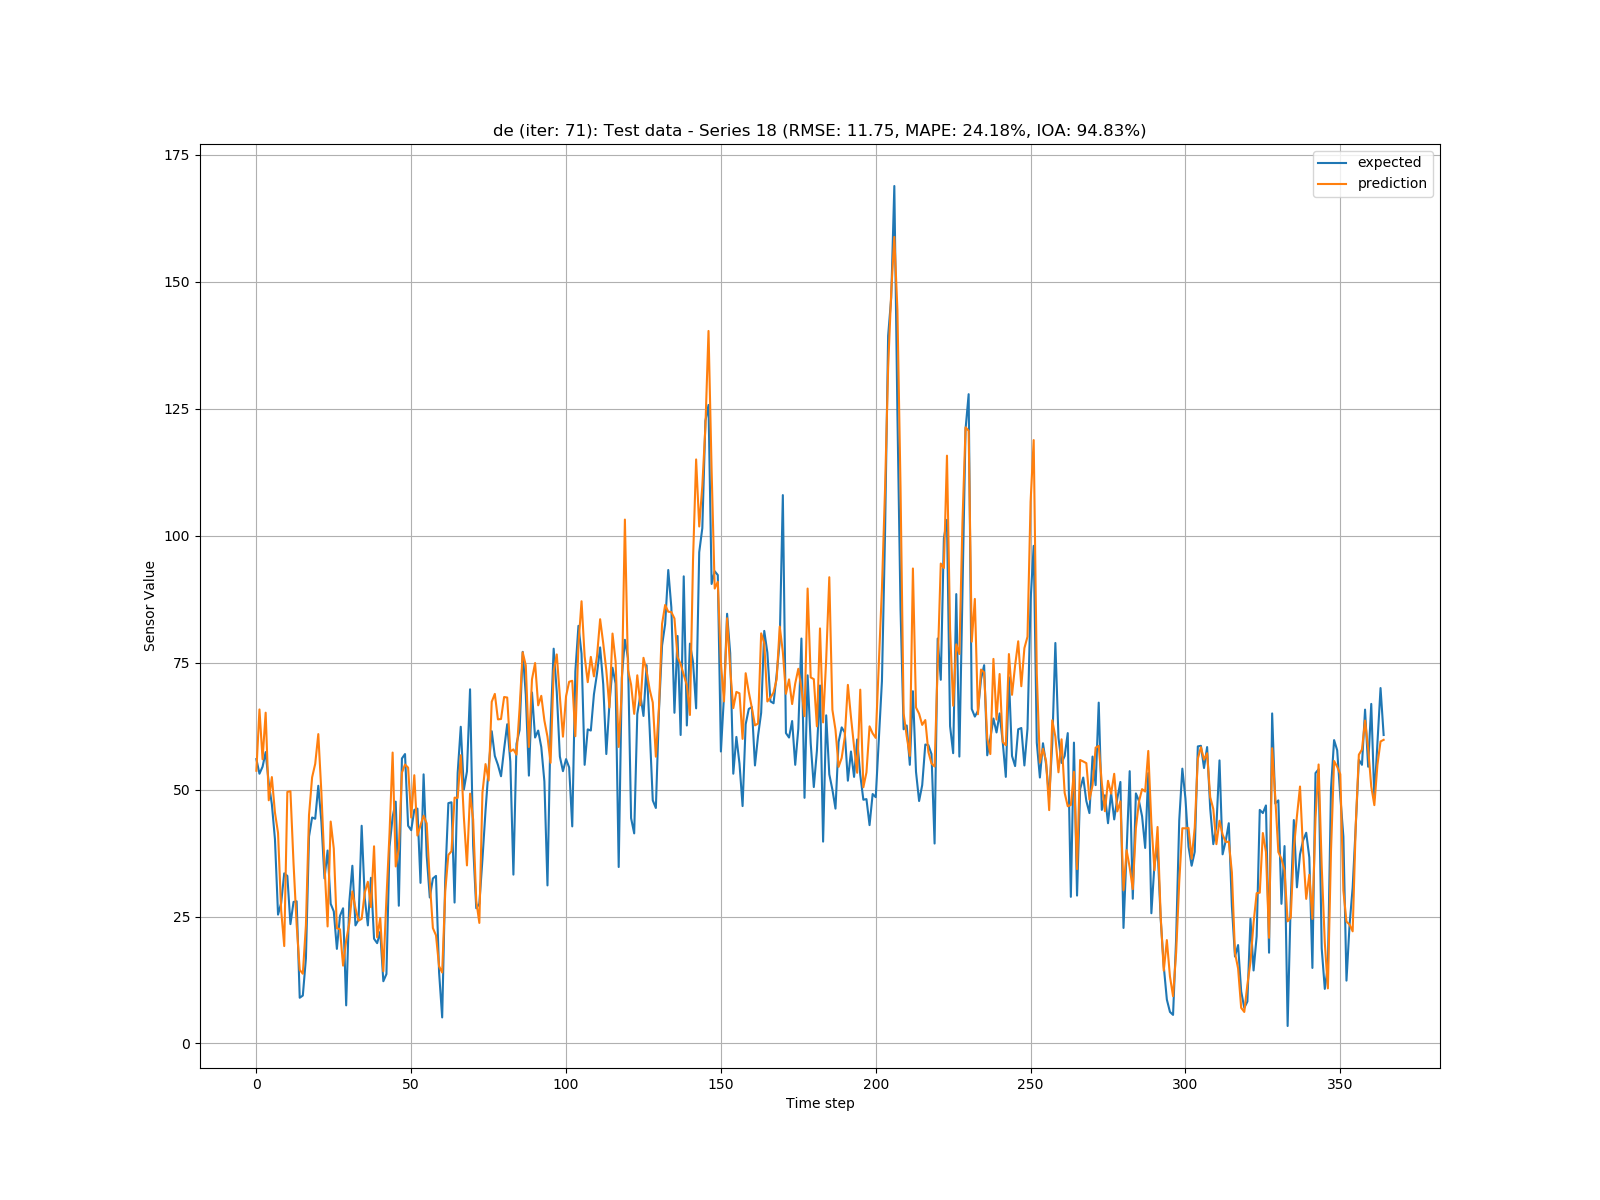 de (iter: 71): Test data - Series 18 (RMSE: 11.75, MAPE: 24.18%, IOA: 94.83%)
expected
prediction
175
150
125
100
75
50
25
0
Sensor Value
0 50 100 150 200 250 300 350
Time step